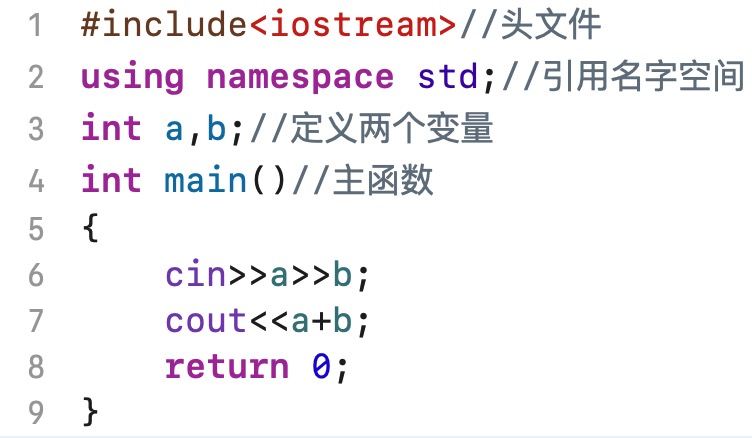 1 #include<iostream>//头文件
2 using namespace std;//引用名字空间
3 int a,b;//定义两个变量
4 int main()//主函数
5 {
6     cin>>a>>b;
7     cout<<a+b;
8     return 0;
9 }